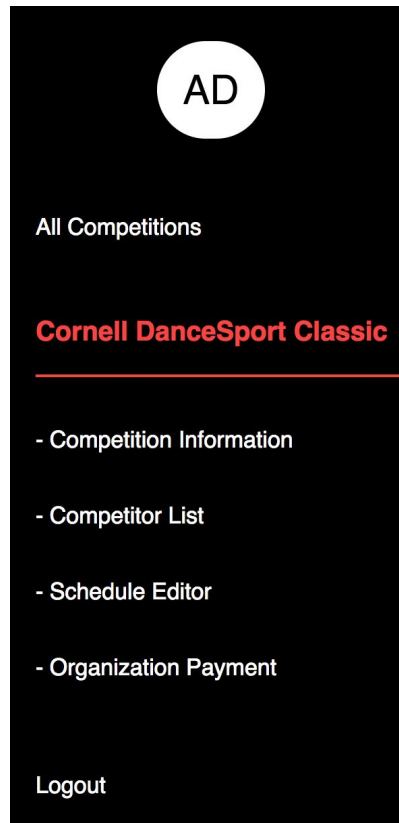 AD
All Competitions
Cornell DanceSport Classic
- Competition Information
- Competitor List
- Schedule Editor
- Organization Payment
Logout